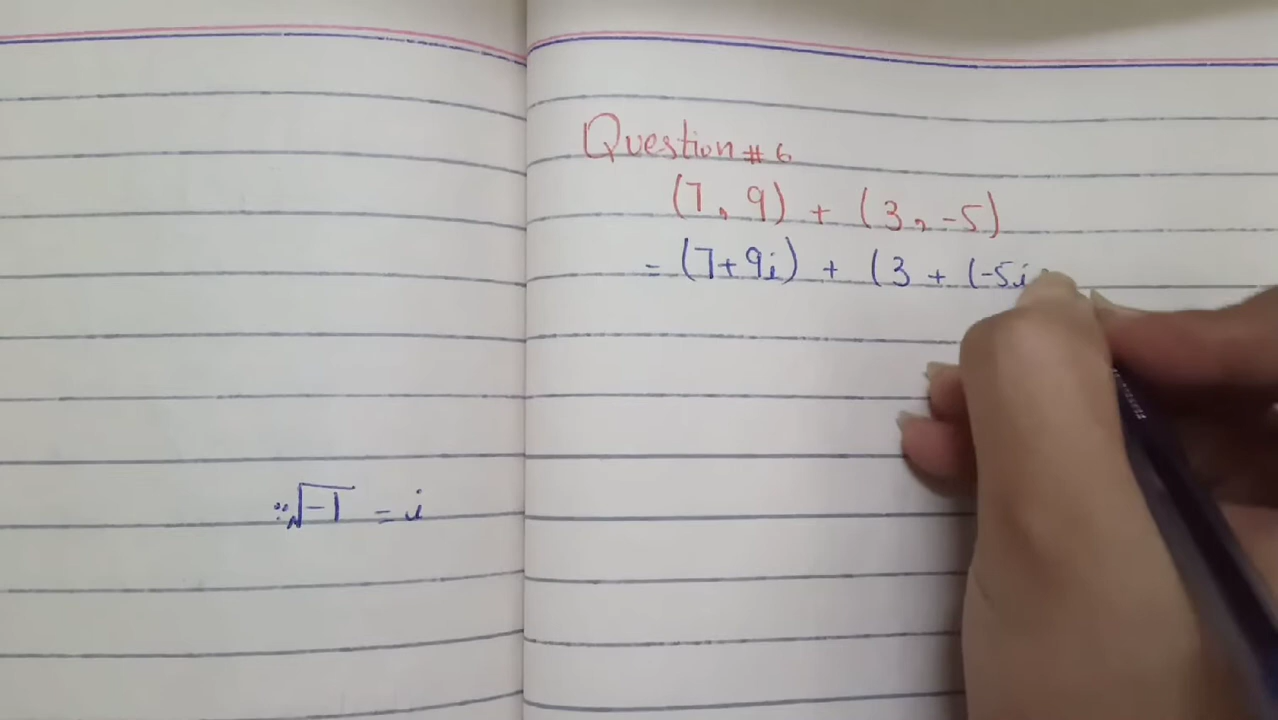 ∵√-1 = i
Question # 6
(7, 9) + (3, -5)
= (7+9i) + (3 + (-5i